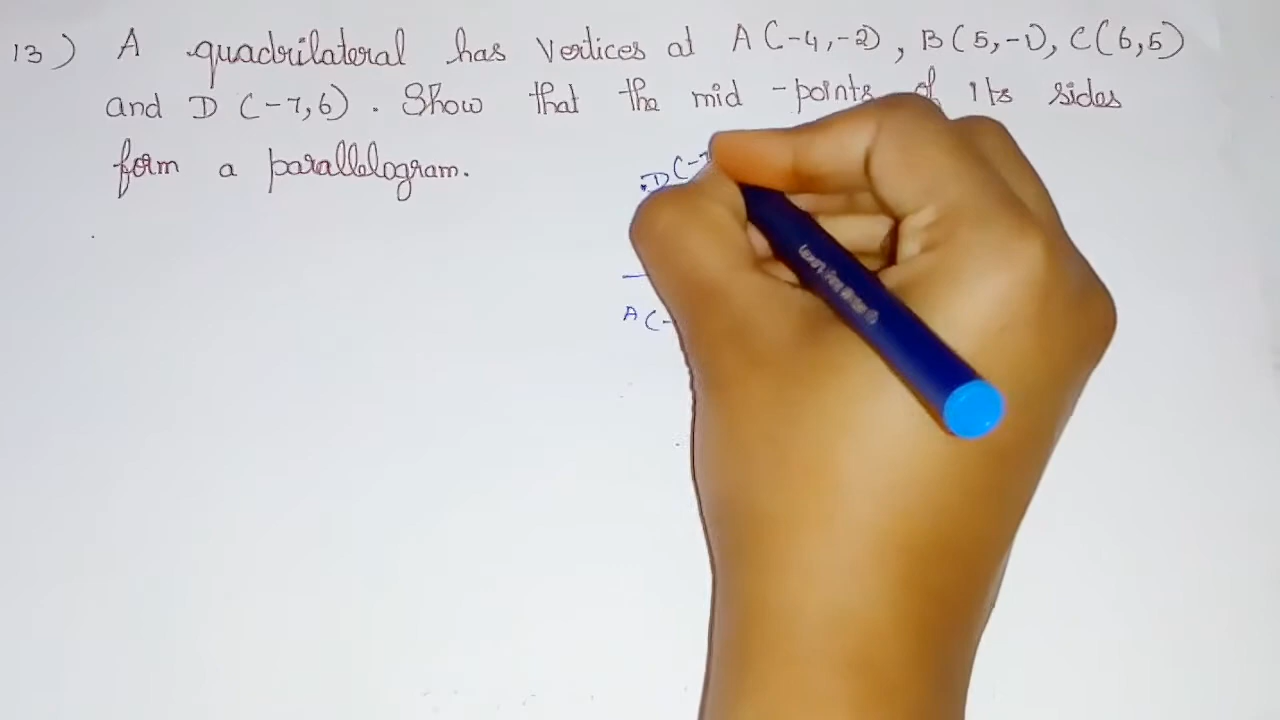 13) A quadrilateral has vertices at A(-4,-2), B(5,-1), C(6,5)
and D (-7,6). Show that the mid-points of its sides
form a parallelogram.
D(-7
A(-